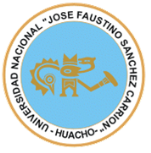 UNIVERSIDAD NACIONAL "JOSE FAUSTINO SANCHEZ CARRION"
- HUACHO -